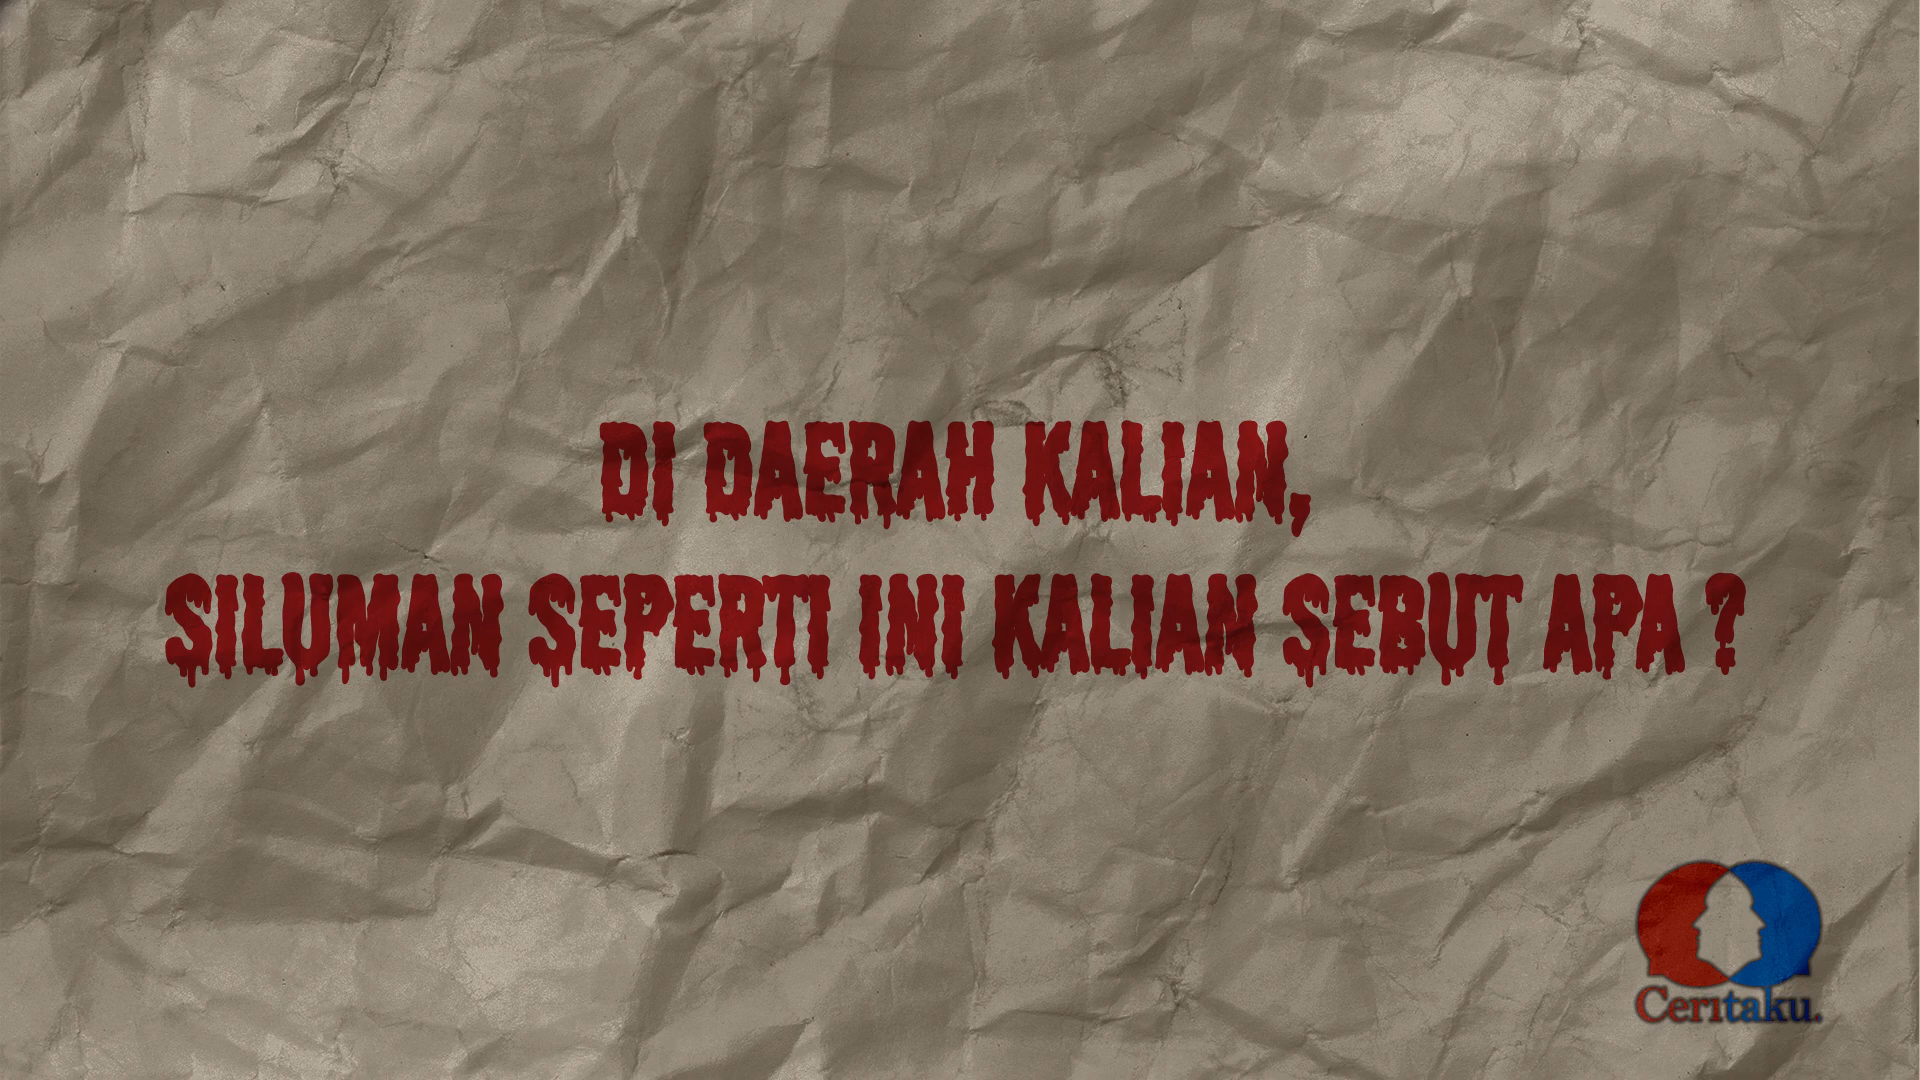 DI DAERAH KALIAN,
SILUMAN SEPERTI INI KALIAN SEBUT APA ?
Ceritaku.